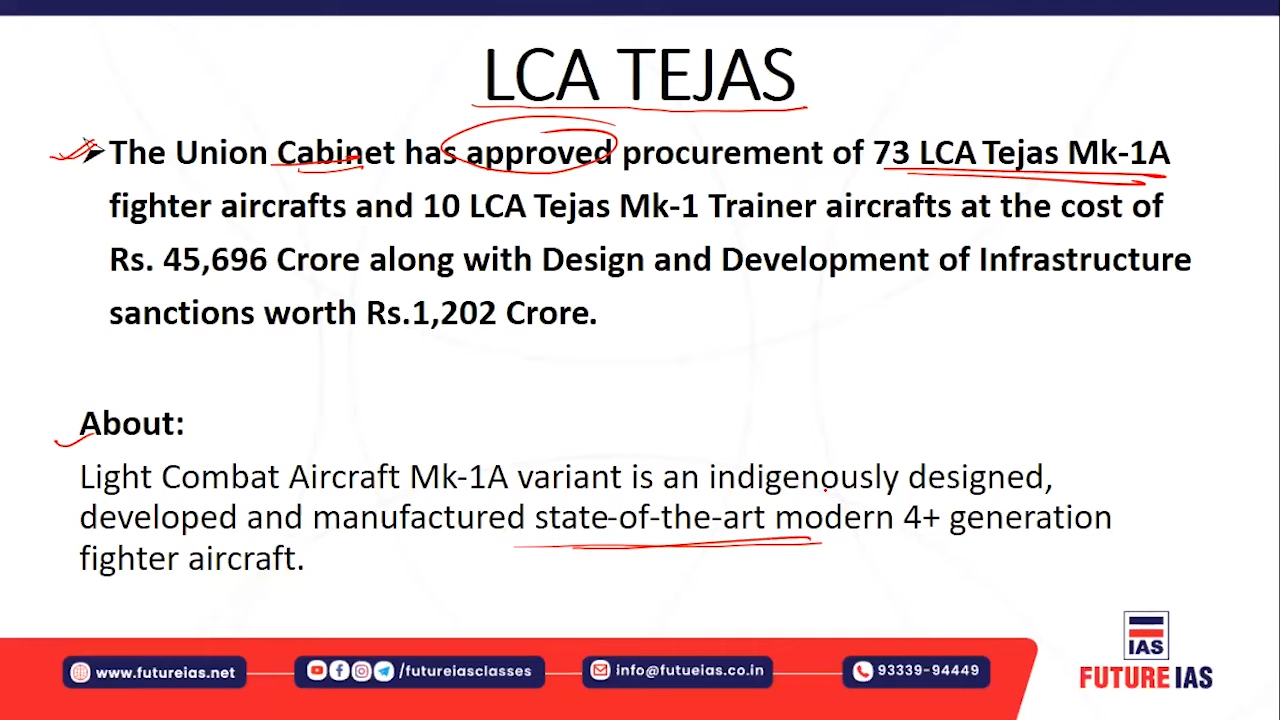 LCA TEJAS
The Union Cabinet has approved procurement of 73 LCA Tejas Mk-1A
fighter aircrafts and 10 LCA Tejas Mk-1 Trainer aircrafts at the cost of
Rs. 45,696 Crore along with Design and Development of Infrastructure
sanctions worth Rs.1,202 Crore.
About:
Light Combat Aircraft Mk-1A variant is an indigenously designed,
developed and manufactured state-of-the-art modern 4+ generation
fighter aircraft.
www.futureias.net
/futureiasclasses
info@futueias.co.in
93339-94449
IAS
FUTURE IAS